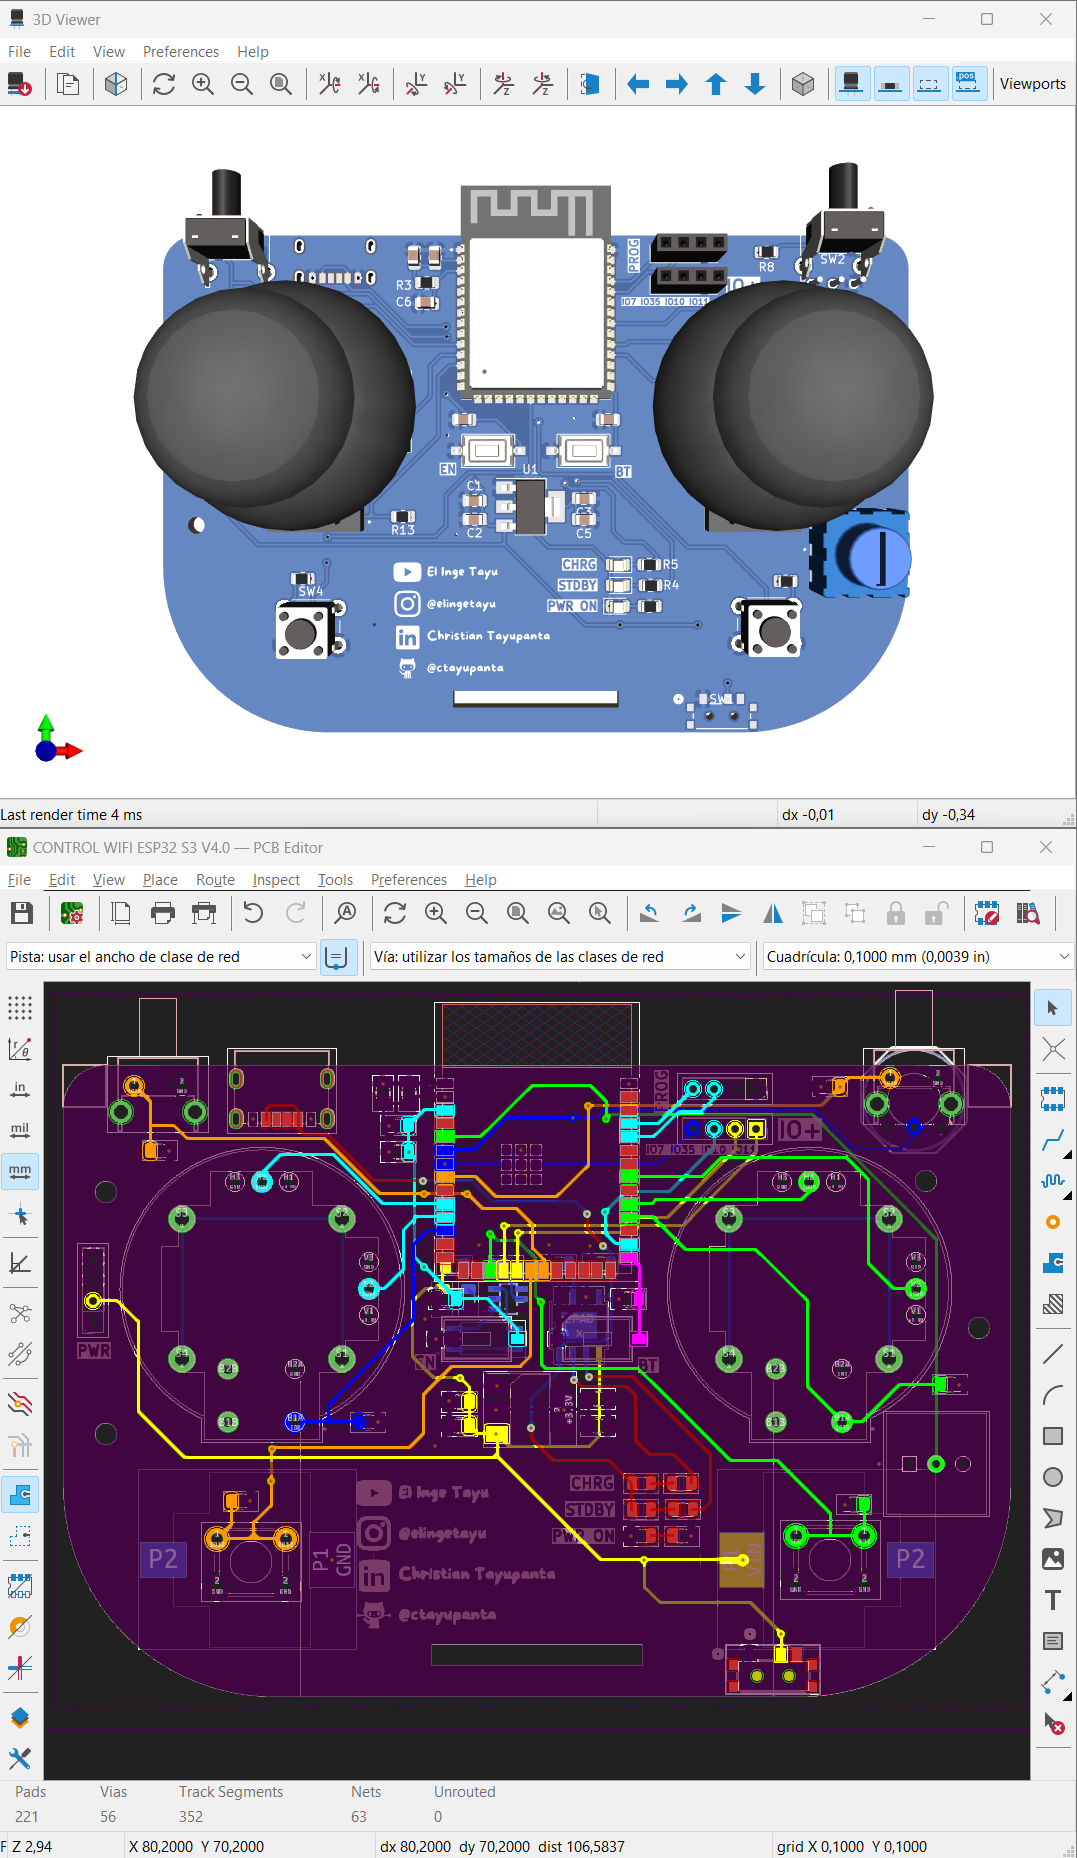 3D Viewer
File Edit View Preferences Help
pos Viewports
PROG
R8
SW2
R3
C6
IO+
IO7 IO35 IO10 IO11
EN
BT
U1
C1
C2
C3
C5
R13
CHRG
R5
STDBY
R4
PWR ON
SW4
El Inge Tayu
@elingetayu
in Christian Tayupanta
@ctayupanta
Last render time 4 ms
dx -0,01
dy -0,34
CONTROL WIFI ESP32 S3 V4.0 — PCB Editor
File Edit View Place Route Inspect Tools Preferences Help
Pista: usar el ancho de clase de red
Vía: utilizar los tamaños de las clases de red
Cuadrícula: 0,1000 mm (0,0039 in)
in
mil
mm
PROG
IO+
PWR
EN
BT
+3.3V
CHRG
STDBY
PWR ON
El Inge Tayu
@elingetayu
in Christian Tayupanta
@ctayupanta
P2
P1
GND
VIN
P2
Pads Vias Track Segments Nets Unrouted
221 56 352 63 0
F Z 2,94
X 80,2000 Y 70,2000
dx 80,2000 dy 70,2000 dist 106,5837
grid X 0,1000 Y 0,1000